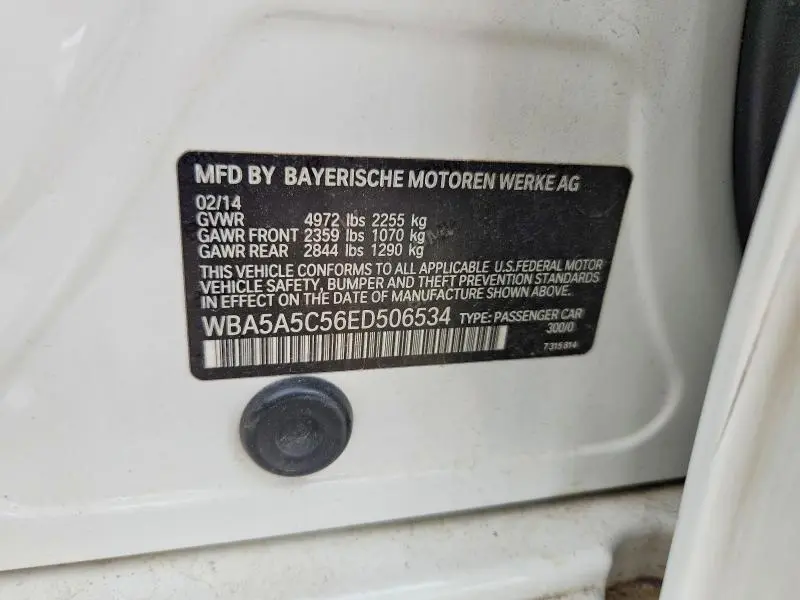 MFD BY BAYERISCHE MOTOREN WERKE AG
02/14
GVWR 4972 lbs 2255 kg
GAWR FRONT 2359 lbs 1070 kg
GAWR REAR 2844 lbs 1290 kg
THIS VEHICLE CONFORMS TO ALL APPLICABLE U.S.FEDERAL MOTOR
VEHICLE SAFETY, BUMPER AND THEFT PREVENTION STANDARDS
IN EFFECT ON THE DATE OF MANUFACTURE SHOWN ABOVE.
WBA5A5C56ED506534 TYPE: PASSENGER CAR
300/0
7315814